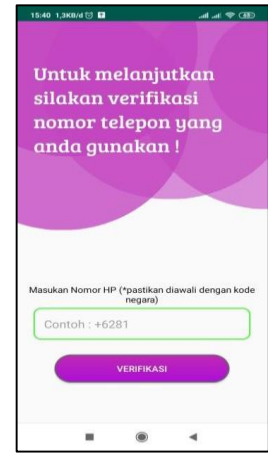 15:40 1,3KB/d
Untuk melanjutkan
silakan verifikasi
nomor telepon yang
anda gunakan !
Masukan Nomor HP (*pastikan diawali dengan kode
negara)
Contoh : +6281
VERIFIKASI